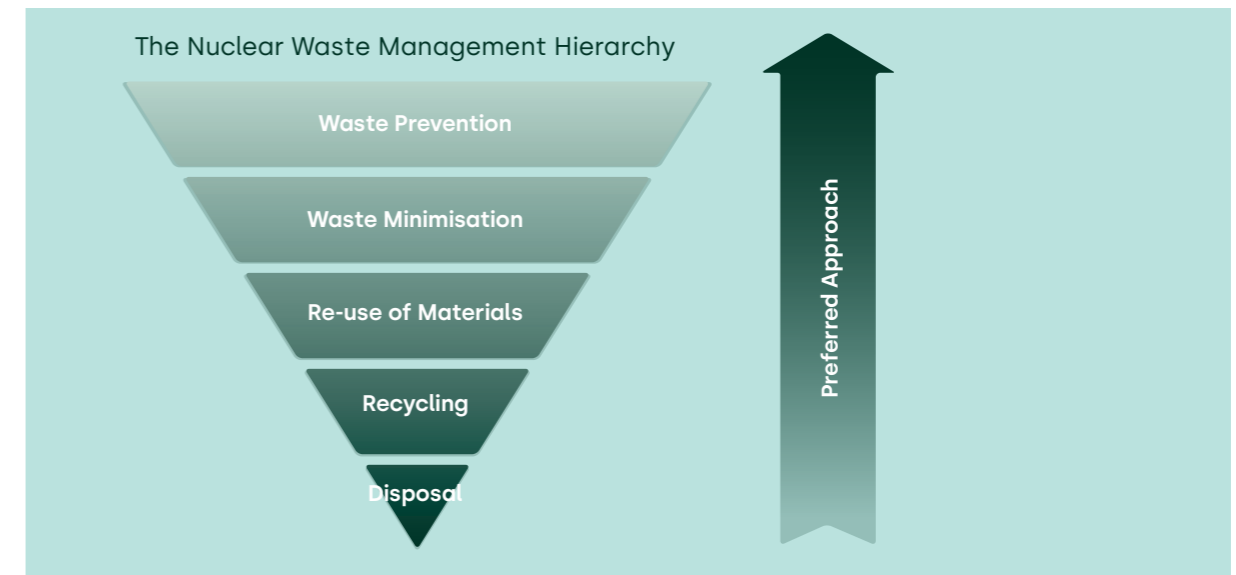 The Nuclear Waste Management Hierarchy
Waste Prevention
Waste Minimisation
Re-use of Materials
Recycling
Disposal
Preferred Approach